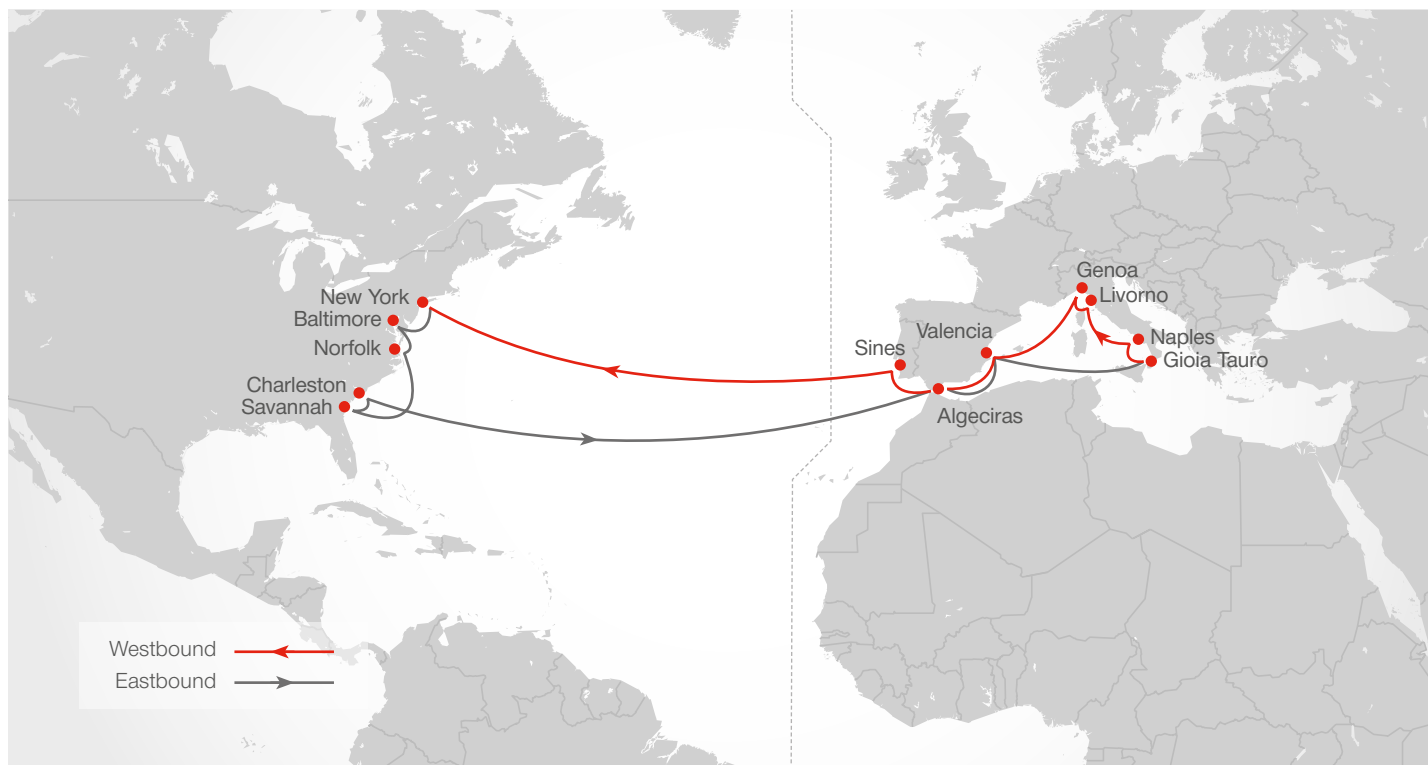 Genoa
Livorno
New York
Baltimore
Valencia
Naples
Norfolk
Sines
Gioia Tauro
Charleston
Savannah
Algeciras
Westbound
Eastbound